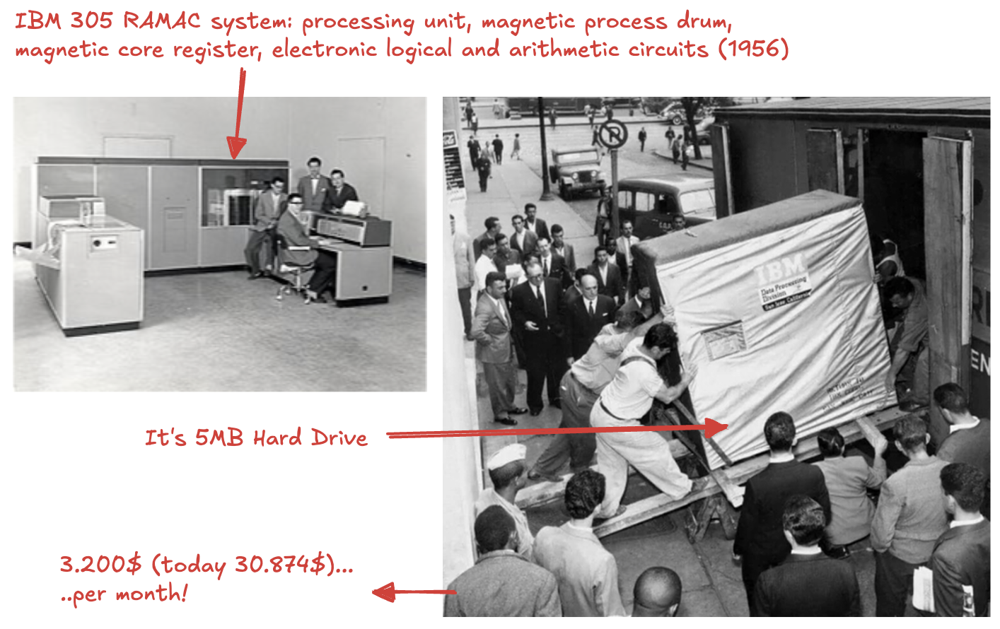 IBM 305 RAMAC system: processing unit, magnetic process drum,
magnetic core register, electronic logical and arithmetic circuits (1956)
IBM
Data Processing
Division
San Jose California
It's 5MB Hard Drive
EN
3.200$ (today 30.874$)...
..per month!